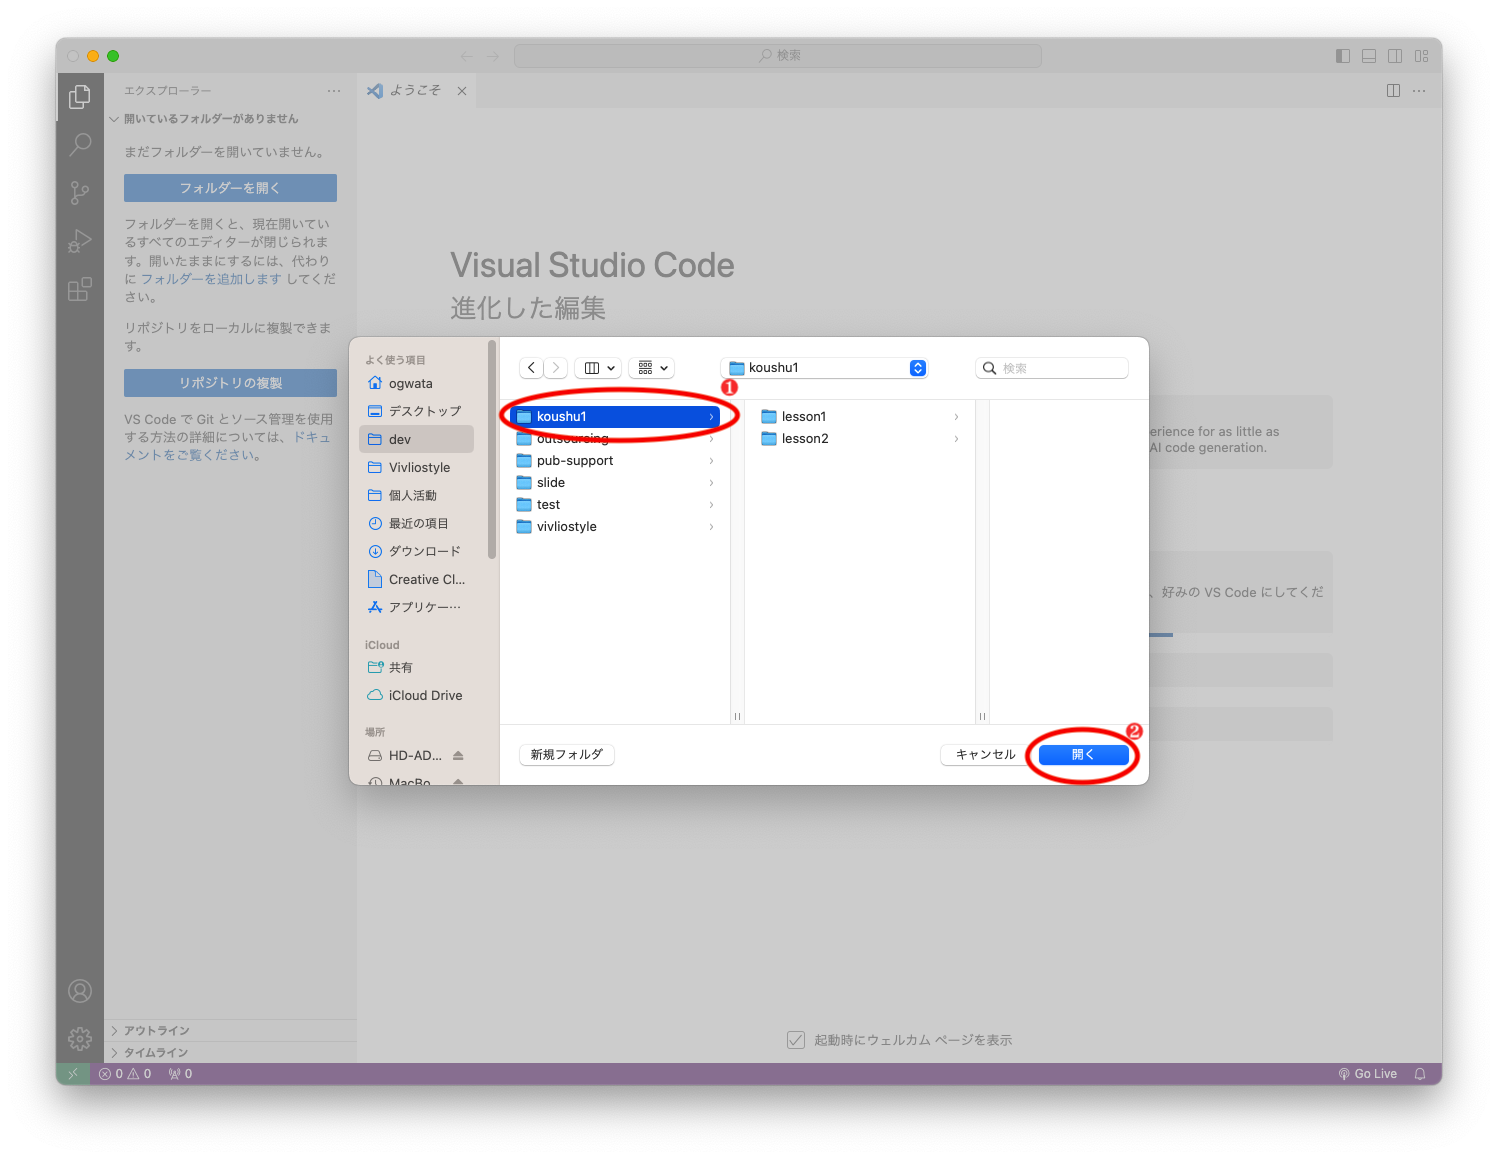 検索
エクスプローラー
ようこそ
開いているフォルダーがありません
まだフォルダーを開いていません。
フォルダーを開く
フォルダーを開くと、現在開いてい
るすべてのエディターが閉じられま
す。開いたままにするには、代わり
に フォルダーを追加します してくだ
さい。
リポジトリをローカルに複製できま
す。
リポジトリの複製
VS Code で Git とソース管理を使用
する方法の詳細については、ドキュ
メントをご覧ください。
Visual Studio Code
進化した編集
よく使う項目
ogwata
デスクトップ
dev
Vivliostyle
個人活動
最近の項目
ダウンロード
Creative Cl...
アプリケー…
iCloud
共有
iCloud Drive
場所
HD-AD...
MacBo
koushu1
検索
1
koushu1
outsourcing
pub-support
slide
test
vivliostyle
lesson1
lesson2
新規フォルダ
キャンセル
開く
2
erience for as little as
AI code generation.
、好みの VS Code にしてくだ
起動時にウェルカム ページを表示
アウトライン
タイムライン
0 0 0
Go Live